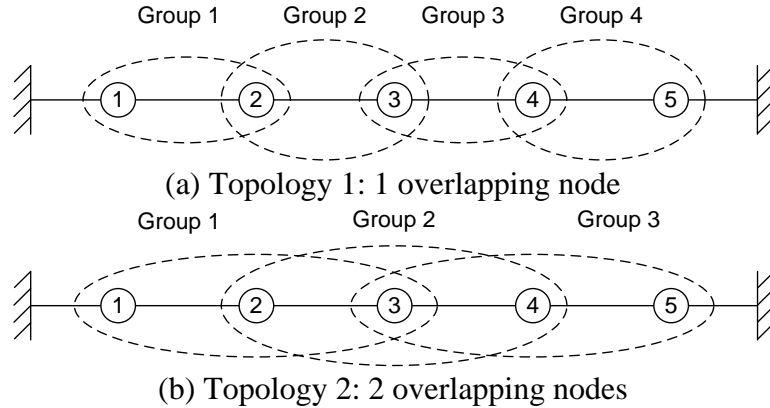 Group 1 Group 2 Group 3 Group 4
1 2 3 4 5
(a) Topology 1: 1 overlapping node
Group 1 Group 2 Group 3
1 2 3 4 5
(b) Topology 2: 2 overlapping nodes